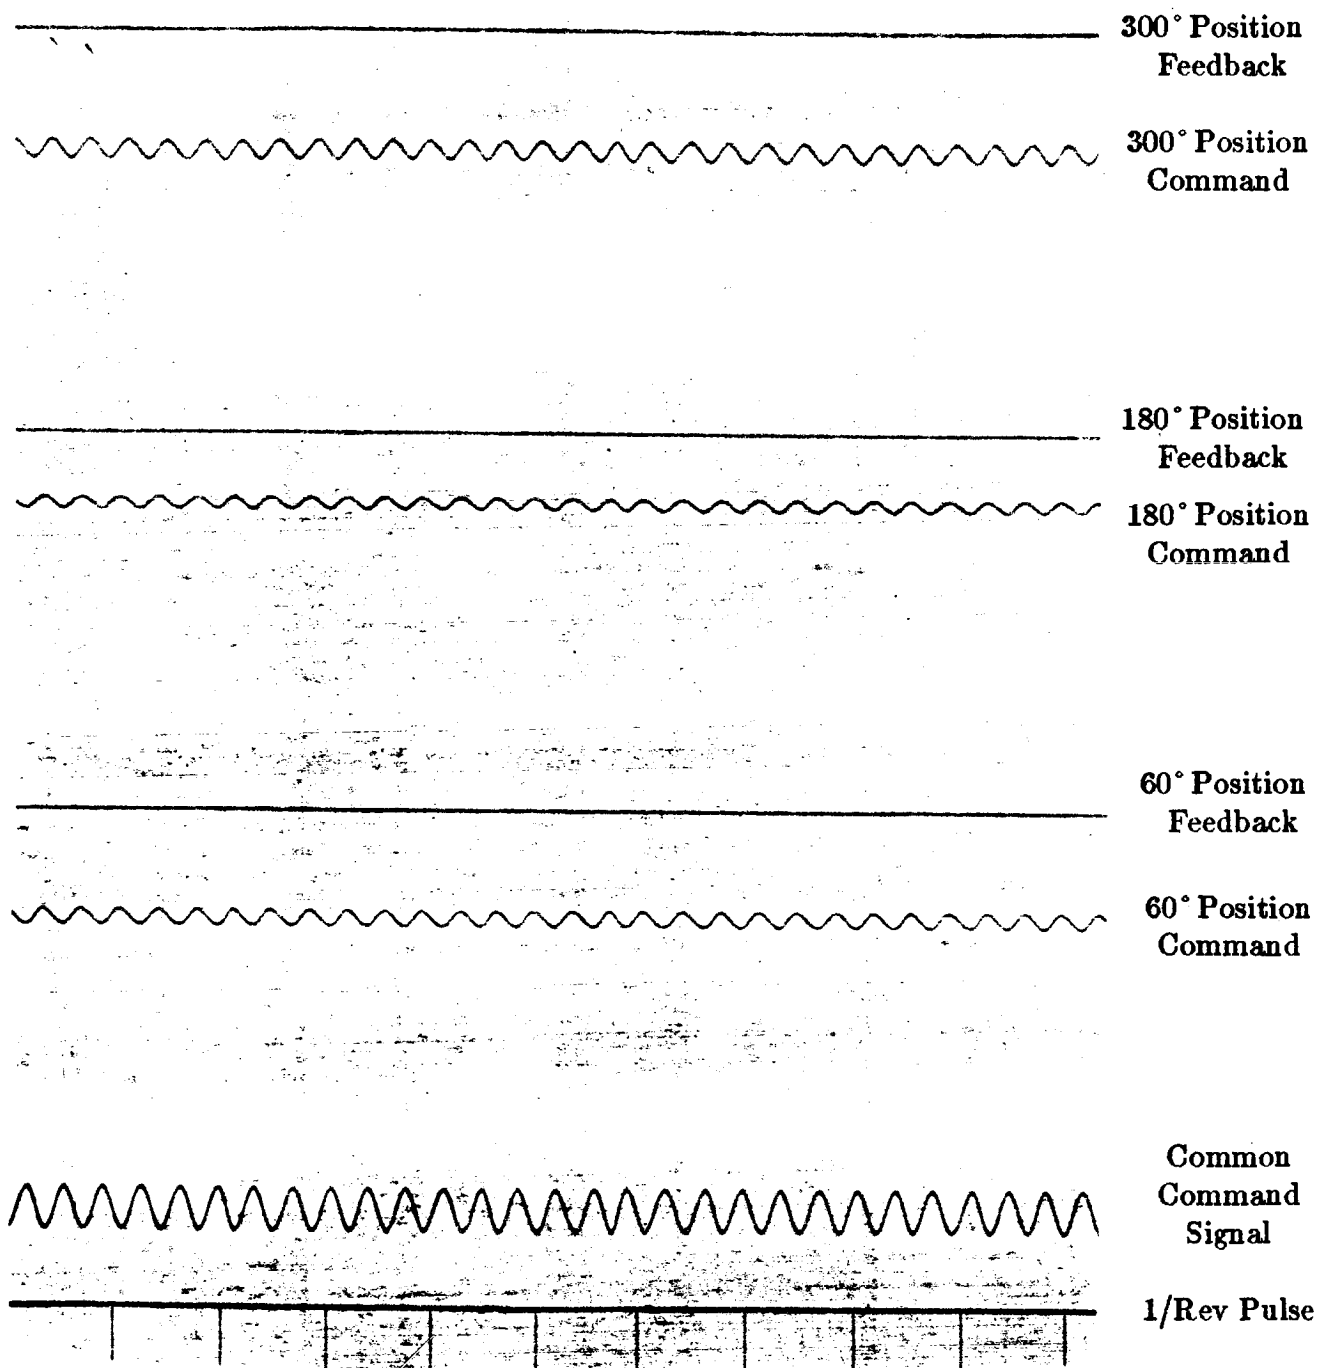 300° Position
Feedback
300° Position
Command
180° Position
Feedback
180° Position
Command
60° Position
Feedback
60° Position
Command
Common
Command
Signal
1/Rev Pulse